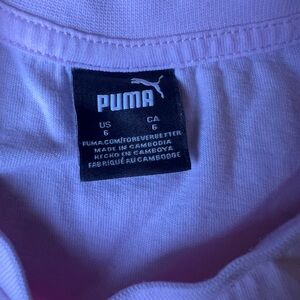 PUMA
US CA
6 6
PUMA.COM/FOREVERBETTER
MADE IN CAMBODIA
HECHO EN CAMBOYA
FABRIQUÉ AU CAMBODGE